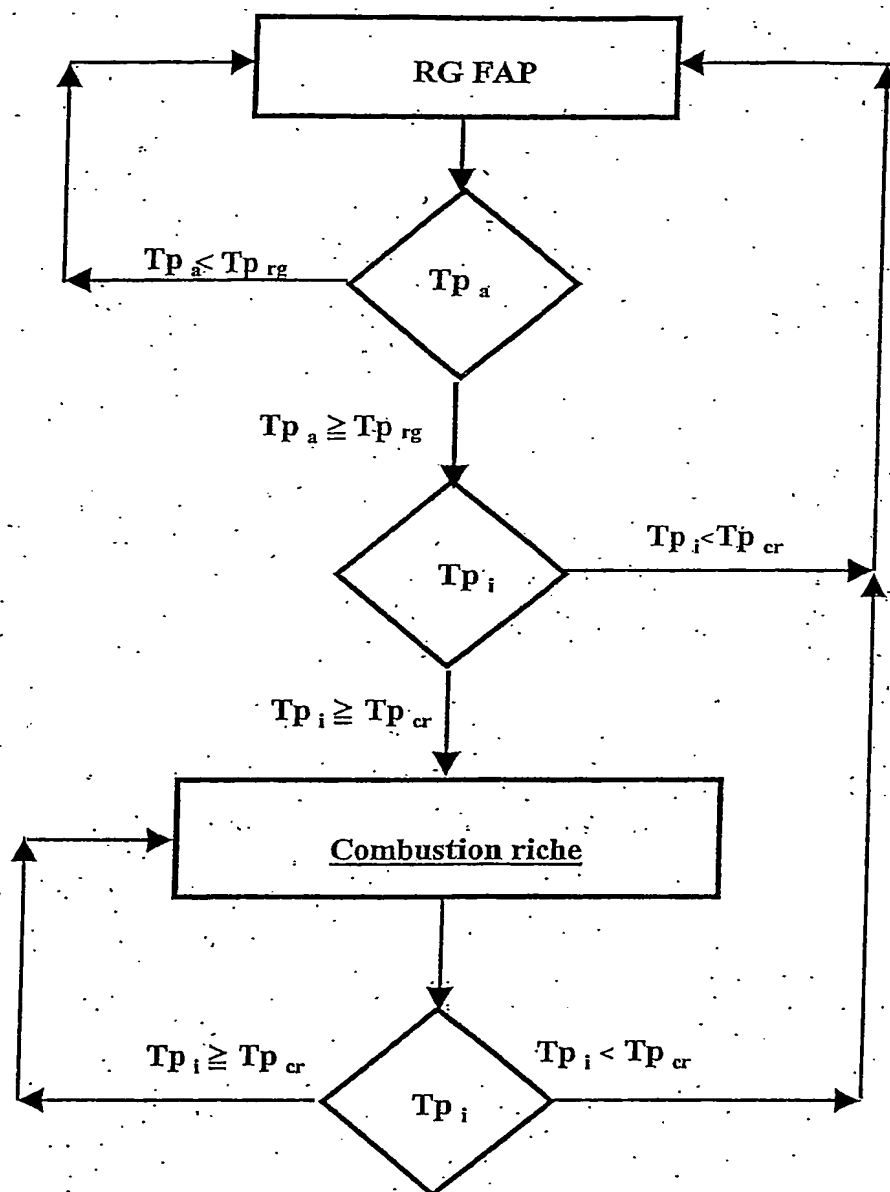 RG FAP
Tp a < Tp rg
Tp a
Tp a ≧ Tp rg
Tp i < Tp cr
Tp i
Tp i ≧ Tp cr
Combustion riche
Tp i ≧ Tp cr
Tp i < Tp cr
Tp i